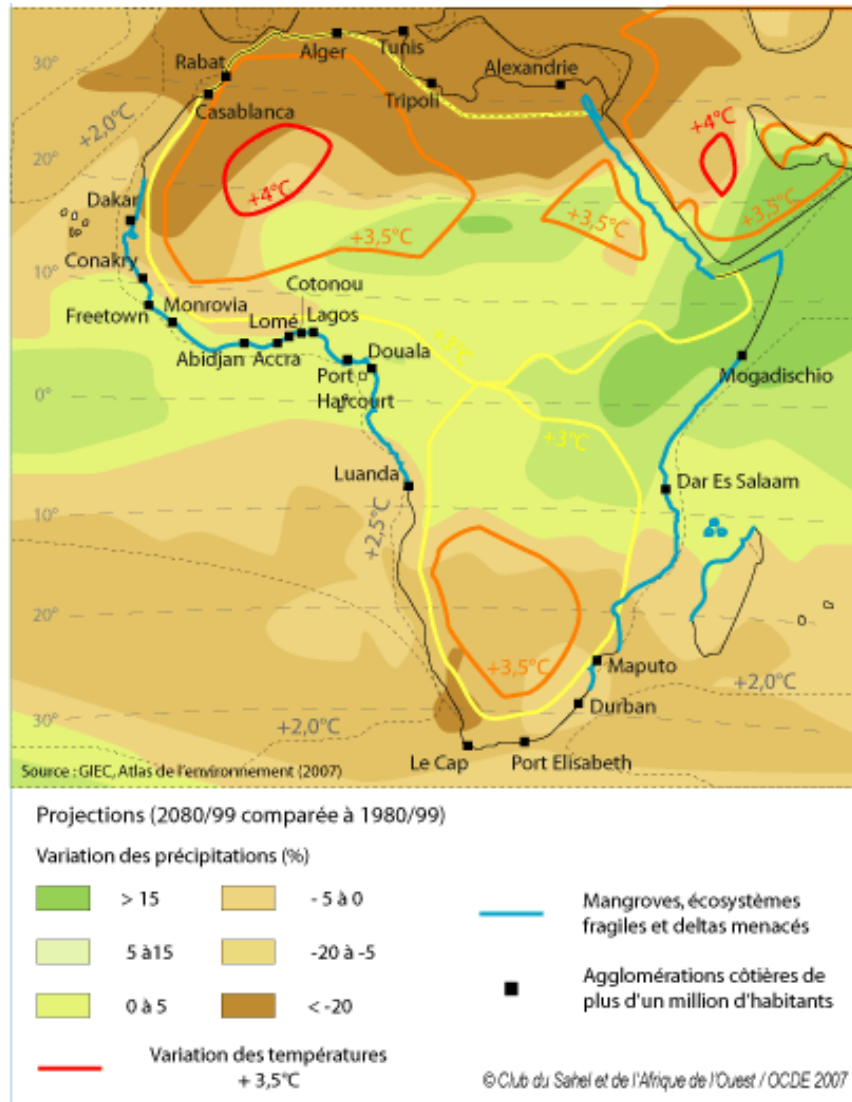 30°
Rabat
Alger
Tunis
Alexandrie
Tripoli
Casablanca
+2,0°C
+4°C
20°
+4°C
Dakar
+3,5°C
+3,5°C
+3,5°C
10°
Conakry
Cotonou
Freetown
Monrovia
Lomé
Lagos
Abidjan
Accra
Douala
+3°C
Port
Harcourt
Mogadischio
0°
+3°C
Luanda
Dar Es Salaam
10°
+2,5°C
20°
+3,5°C
Maputo
+2,0°C
30°
+2,0°C
Durban
Le Cap
Port Elisabeth
Source : GIEC, Atlas de l'environnement (2007)
Projections (2080/99 comparée à 1980/99)
Variation des précipitations (%)
> 15
- 5 à 0
5 à15
-20 à -5
0 à 5
< -20
Mangroves, écosystèmes
fragiles et deltas menacés
Agglomérations côtières de
plus d'un million d'habitants
Variation des températures
+ 3,5°C
© Club du Sahel et de l'Afrique de l'Ouest / OCDE 2007